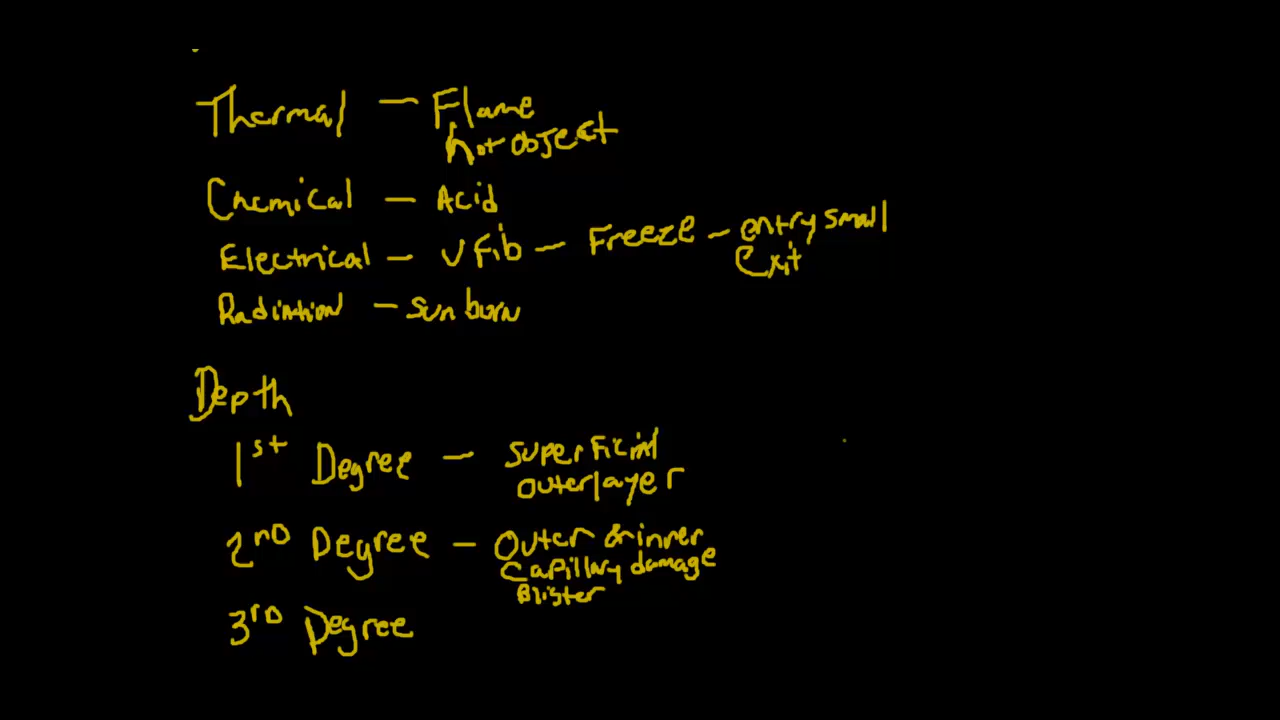 Thermal — Flame
hot object
Chemical — Acid
Electrical — V Fib — Freeze — entry small
exit
Radiation — sun burn
Depth
1st Degree — superficial
outer layer
2nd Degree — Outer & inner
capillary damage
Blister
3rd Degree